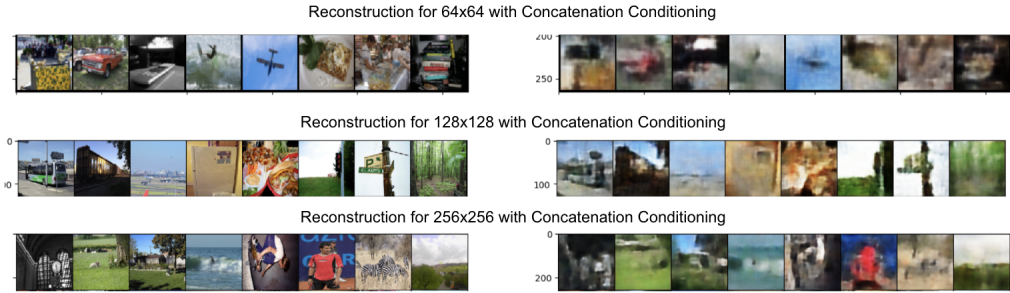 Reconstruction for 64x64 with Concatenation Conditioning
200
250
Reconstruction for 128x128 with Concatenation Conditioning
0
0
100
Reconstruction for 256x256 with Concatenation Conditioning
0
200